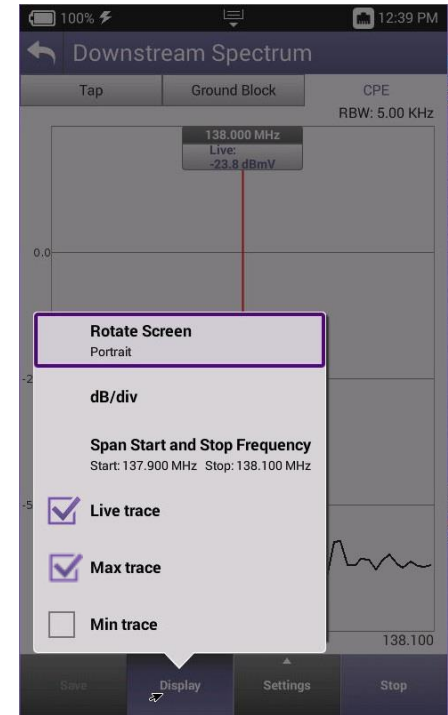 100% 12:39 PM
Downstream Spectrum
Tap Ground Block CPE
RBW: 5.00 KHz
138.000 MHz
Live:
-23.8 dBmV
0.0
Rotate Screen
Portrait
-2
dB/div
Span Start and Stop Frequency
Start: 137.900 MHz Stop: 138.100 MHz
-5
Live trace
Max trace
Min trace
138.100
Save Display Settings Stop